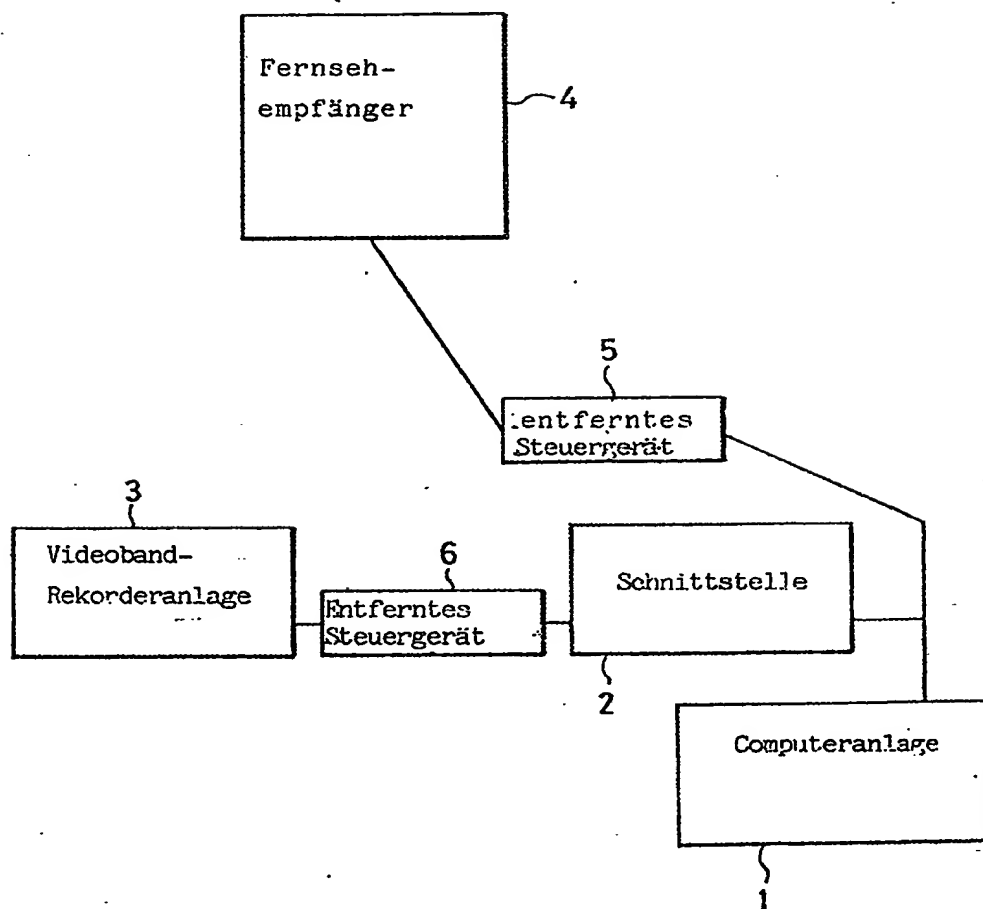 Fernseh-
empfänger
4
5
entferntes
Steuergerät
3
Videoband-
Rekorderanlage
6
Entferntes
Steuergerät
Schnittstelle
2
Computeranlage
1